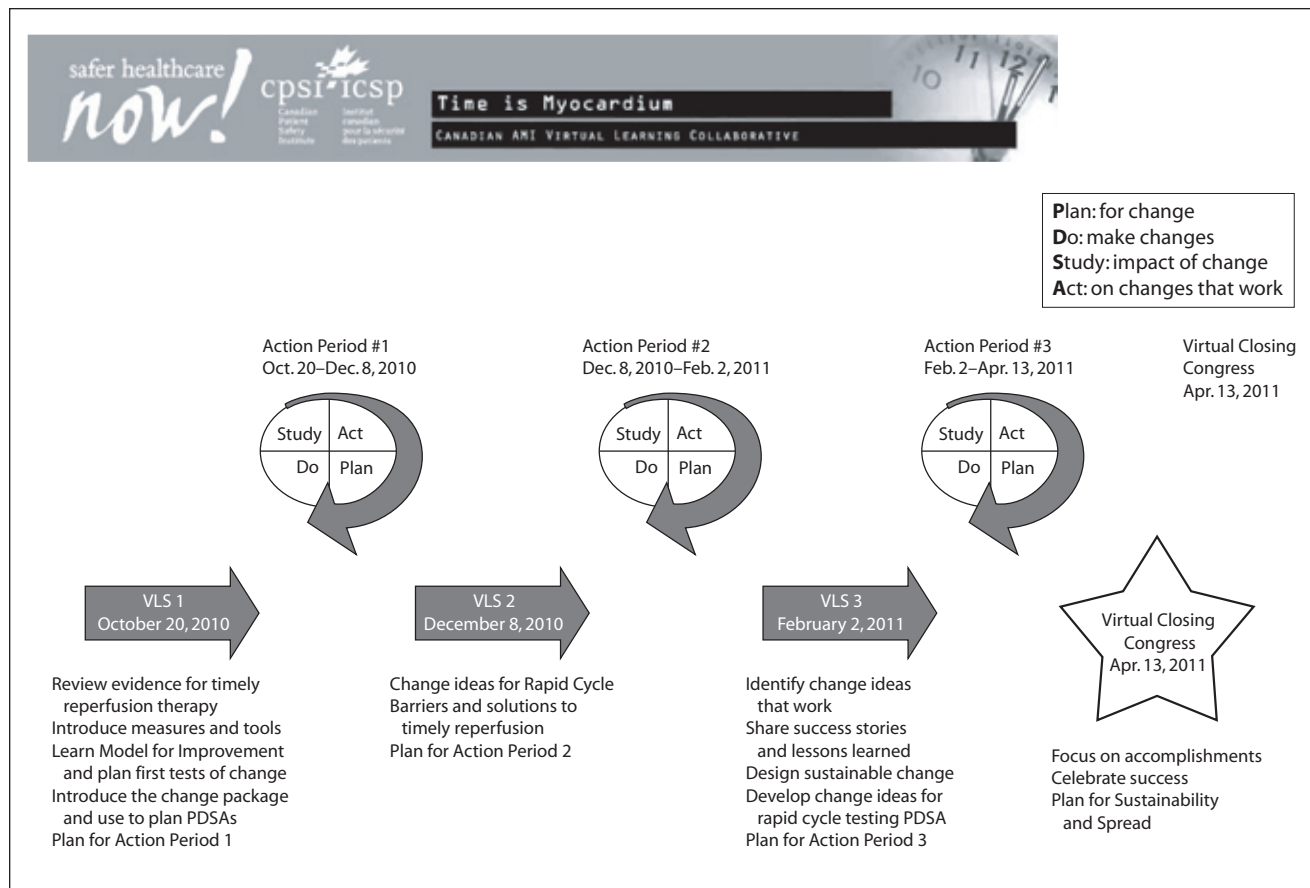 safer healthcare
now!
cpsi icsp
Canadian Patient Safety Institute
Institut canadien pour la sécurité des patients
Time is Myocardium
CANADIAN AMI VIRTUAL LEARNING COLLABORATIVE
10 11 12 1
Plan: for change
Do: make changes
Study: impact of change
Act: on changes that work
Action Period #1
Oct. 20–Dec. 8, 2010
Action Period #2
Dec. 8, 2010–Feb. 2, 2011
Action Period #3
Feb. 2–Apr. 13, 2011
Virtual Closing
Congress
Apr. 13, 2011
Study Act
Do Plan
Study Act
Do Plan
Study Act
Do Plan
VLS 1
October 20, 2010
VLS 2
December 8, 2010
VLS 3
February 2, 2011
Virtual Closing
Congress
Apr. 13, 2011
Review evidence for timely
reperfusion therapy
Introduce measures and tools
Learn Model for Improvement
and plan first tests of change
Introduce the change package
and use to plan PDSAs
Plan for Action Period 1
Change ideas for Rapid Cycle
Barriers and solutions to
timely reperfusion
Plan for Action Period 2
Identify change ideas
that work
Share success stories
and lessons learned
Design sustainable change
Develop change ideas for
rapid cycle testing PDSA
Plan for Action Period 3
Focus on accomplishments
Celebrate success
Plan for Sustainability
and Spread